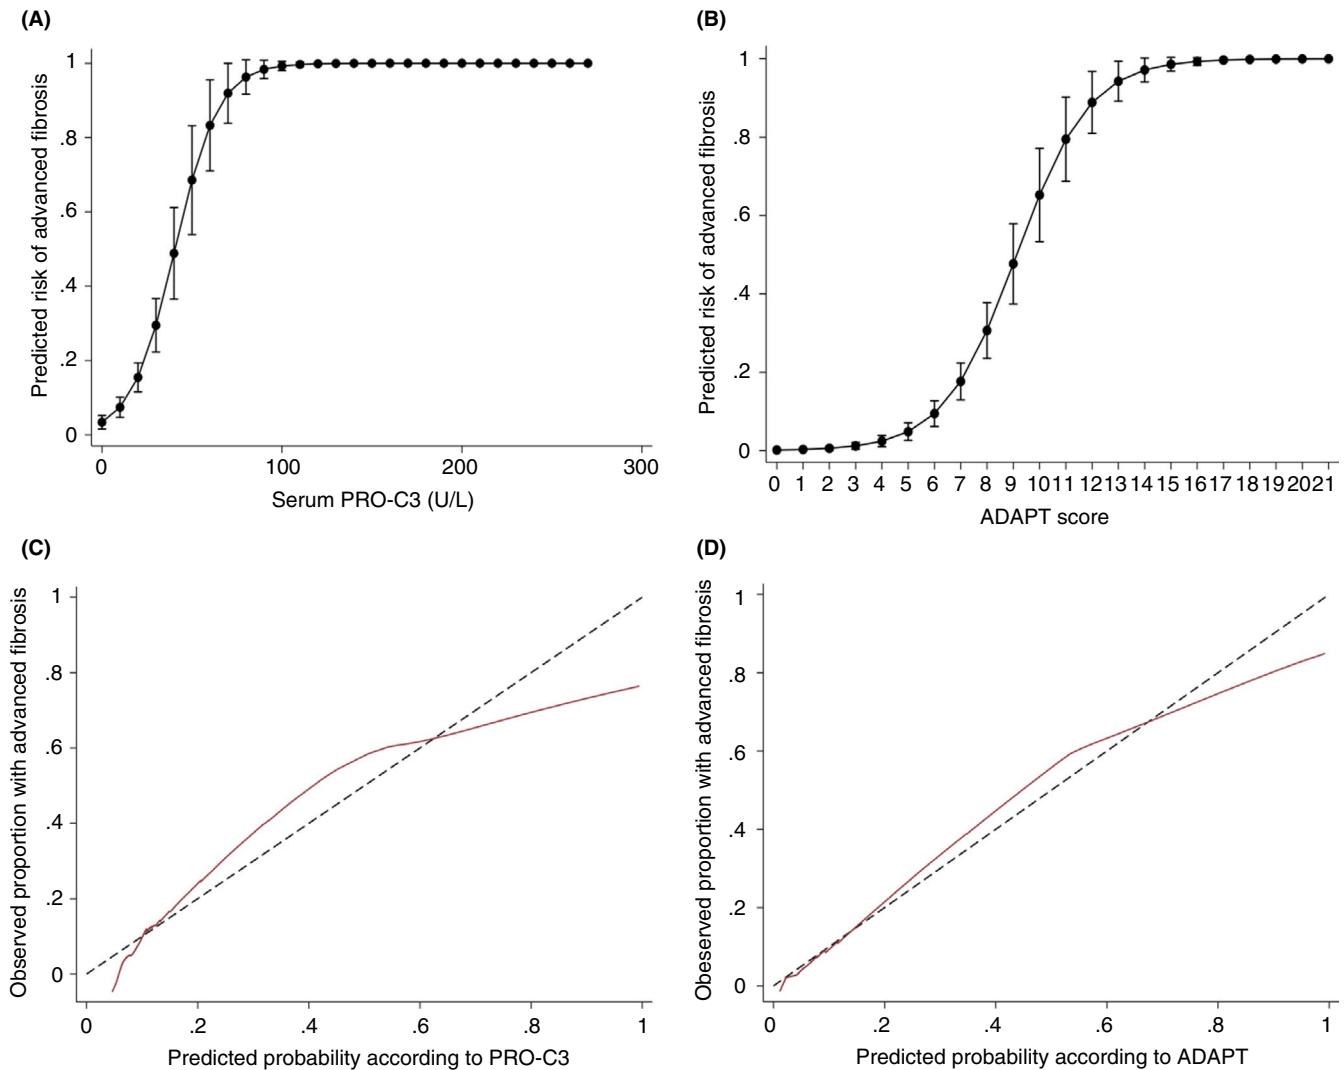 (A)
1
.8
.6
.4
.2
0
Predicted risk of advanced fibrosis
0 100 200 300
Serum PRO-C3 (U/L)
(B)
1
.8
.6
.4
.2
0
Predicted risk of advanced fibrosis
0 1 2 3 4 5 6 7 8 9 10 11 12 13 14 15 16 17 18 19 20 21
ADAPT score
(C)
1
.8
.6
.4
.2
0
Observed proportion with advanced fibrosis
0 .2 .4 .6 .8 1
Predicted probability according to PRO-C3
(D)
1
.8
.6
.4
.2
0
Obeserved proportion with advanced fibrosis
0 .2 .4 .6 .8 1
Predicted probability according to ADAPT